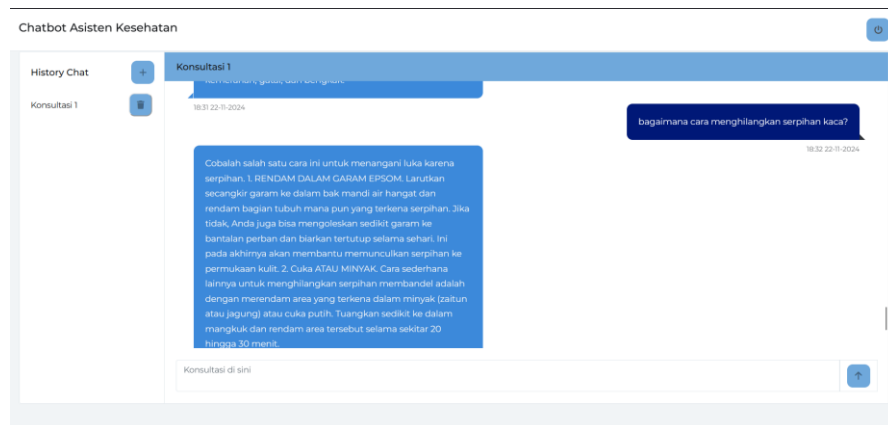 Chatbot Asisten Kesehatan
History Chat
Konsultasi 1
Konsultasi 1
18:31 22-11-2024
bagaimana cara menghilangkan serpihan kaca?
18:32 22-11-2024
Cobalah salah satu cara ini untuk menangani luka karena
serpihan. 1. RENDAM DALAM GARAM EPSOM. Larutkan
secangkir garam ke dalam bak mandi air hangat dan
rendam bagian tubuh mana pun yang terkena serpihan. Jika
tidak, Anda juga bisa mengoleskan sedikit garam ke
bantalan perban dan biarkan tertutup selama sehari. Ini
pada akhirnya akan membantu memunculkan serpihan ke
permukaan kulit. 2. Cuka ATAU MINYAK. Cara sederhana
lainnya untuk menghilangkan serpihan membandel adalah
dengan merendam area yang terkena dalam minyak (zaitun
atau jagung) atau cuka putih. Tuangkan sedikit ke dalam
mangkuk dan rendam area tersebut selama sekitar 20
hingga 30 menit.
Konsultasi di sini